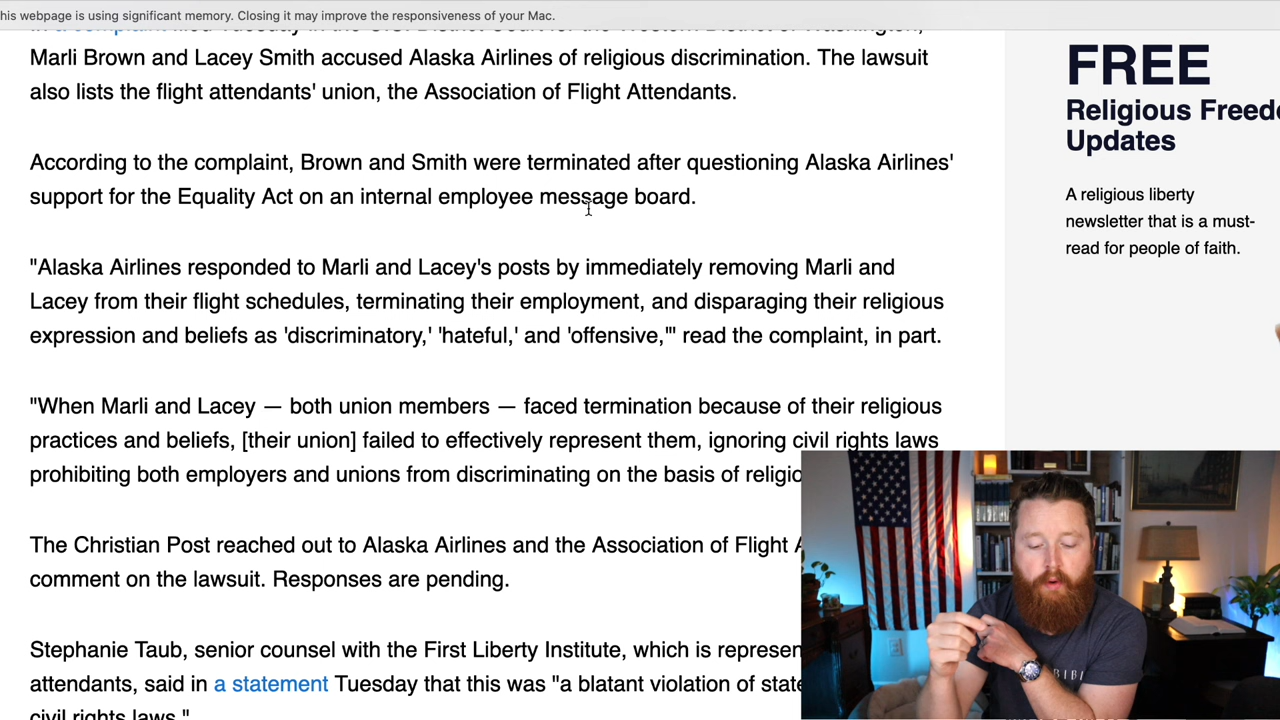 his webpage is using significant memory. Closing it may improve the responsiveness of your Mac.
Marli Brown and Lacey Smith accused Alaska Airlines of religious discrimination. The lawsuit
also lists the flight attendants' union, the Association of Flight Attendants.
According to the complaint, Brown and Smith were terminated after questioning Alaska Airlines'
support for the Equality Act on an internal employee message board.
"Alaska Airlines responded to Marli and Lacey's posts by immediately removing Marli and
Lacey from their flight schedules, terminating their employment, and disparaging their religious
expression and beliefs as 'discriminatory,' 'hateful,' and 'offensive,'" read the complaint, in part.
"When Marli and Lacey — both union members — faced termination because of their religious
practices and beliefs, [their union] failed to effectively represent them, ignoring civil rights laws
prohibiting both employers and unions from discriminating on the basis of religio
The Christian Post reached out to Alaska Airlines and the Association of Flight A
comment on the lawsuit. Responses are pending.
Stephanie Taub, senior counsel with the First Liberty Institute, which is represen
attendants, said in a statement Tuesday that this was "a blatant violation of state
civil rights laws."
FREE
Religious Freed
Updates
A religious liberty
newsletter that is a must-
read for people of faith.